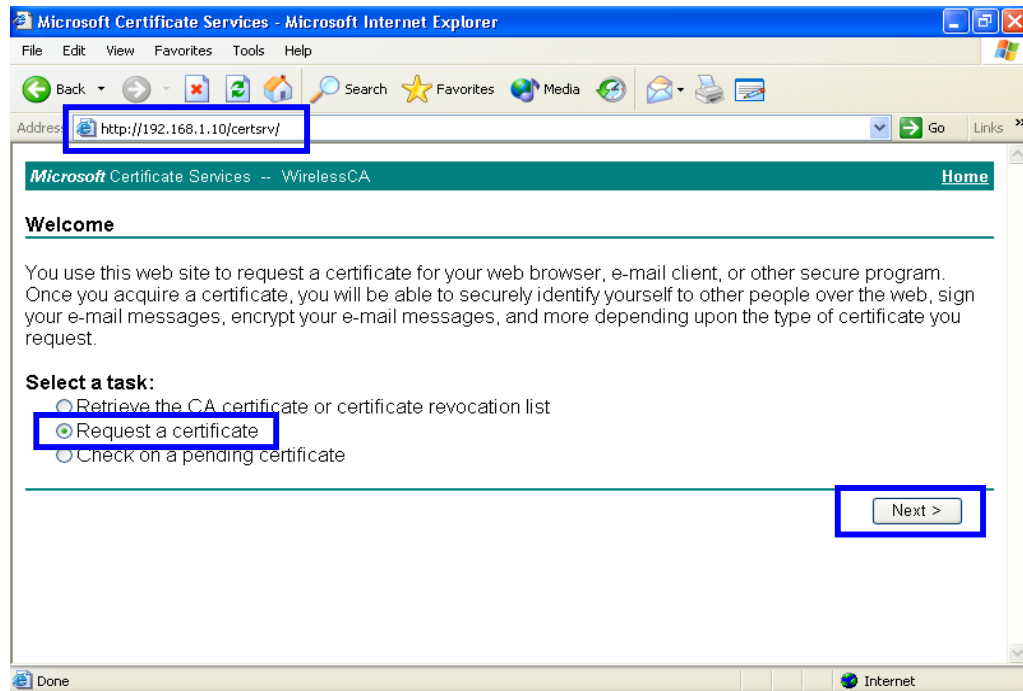 Microsoft Certificate Services - Microsoft Internet Explorer
File Edit View Favorites Tools Help
Back Search Favorites Media
Address http://192.168.1.10/certsrv/ Go Links »
Microsoft Certificate Services -- WirelessCA Home
Welcome
You use this web site to request a certificate for your web browser, e-mail client, or other secure program.
Once you acquire a certificate, you will be able to securely identify yourself to other people over the web, sign
your e-mail messages, encrypt your e-mail messages, and more depending upon the type of certificate you
request.
Select a task:
Retrieve the CA certificate or certificate revocation list
Request a certificate
Check on a pending certificate
Next >
Done Internet